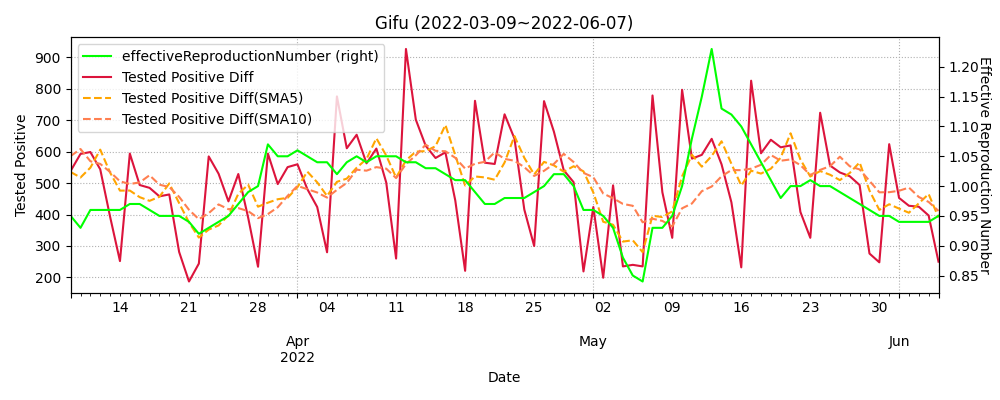 Gifu (2022-03-09~2022-06-07)
effectiveReproductionNumber (right)
Tested Positive Diff
Tested Positive Diff(SMA5)
Tested Positive Diff(SMA10)
Tested Positive
900
800
700
600
500
400
300
200
1.20
1.15
1.10
1.05
1.00
0.95
0.90
0.85
Effective Reproduction Number
14 21 28 04 11 18 25 02 09 16 23 30
Apr May Jun
2022
Date